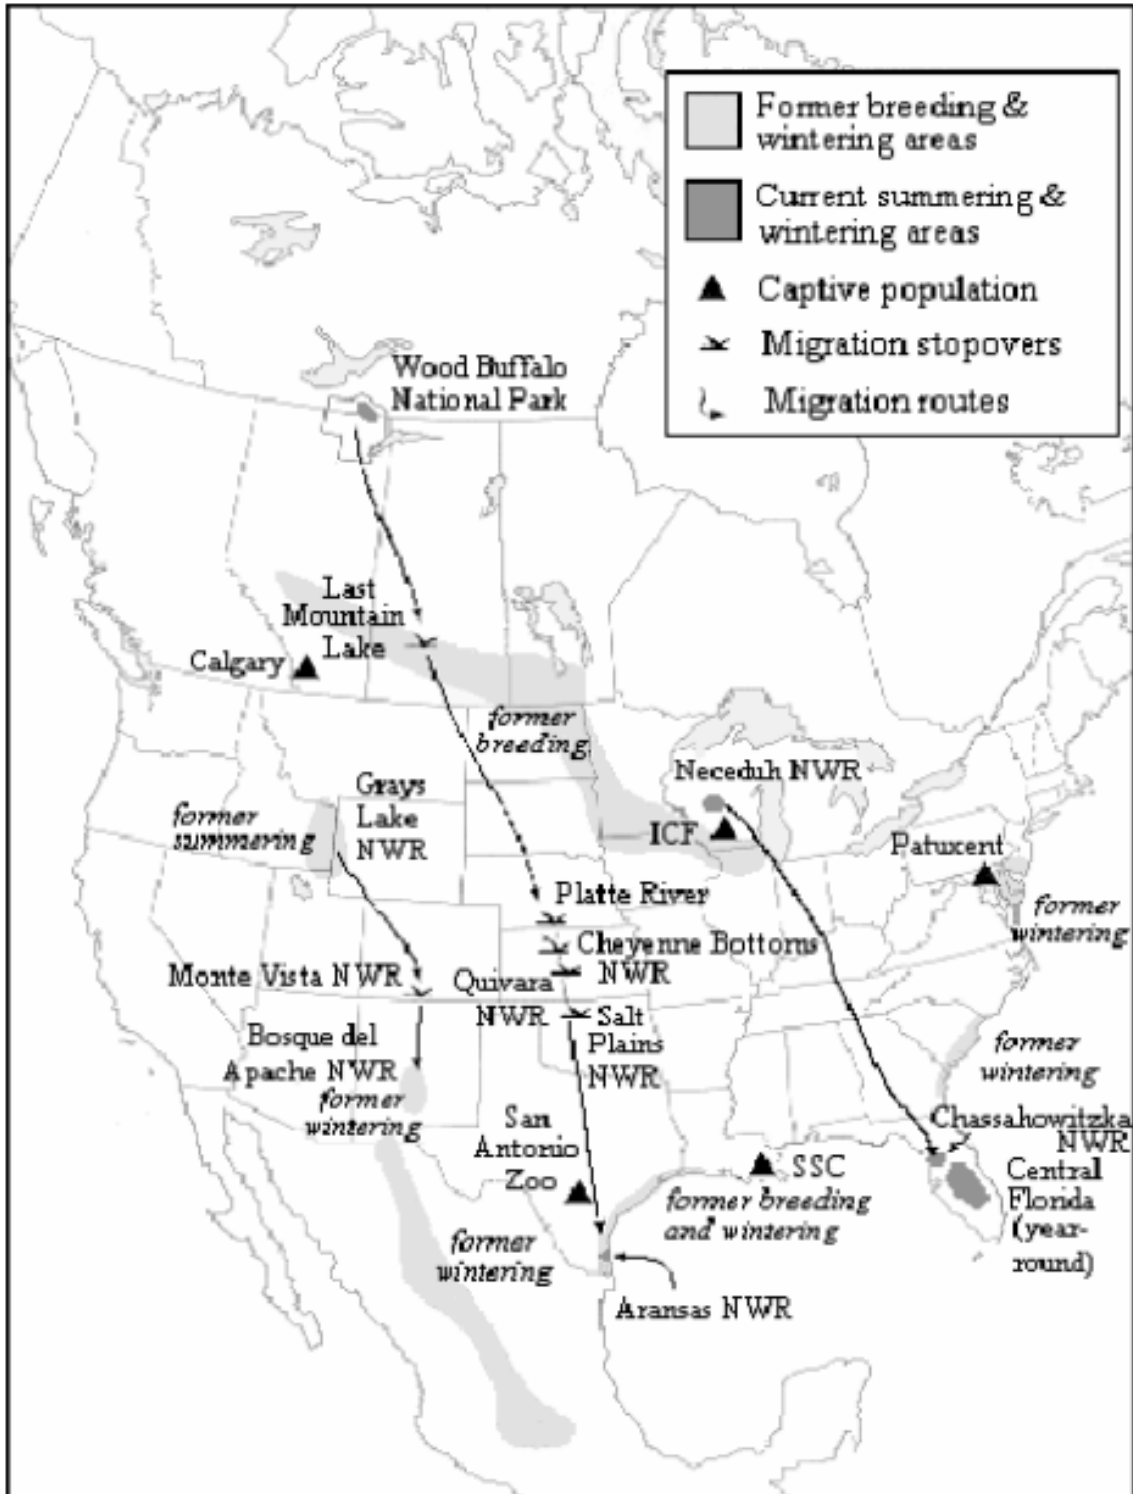 Former breeding &
wintering areas
Current summering &
wintering areas
Captive population
Migration stopovers
Migration routes
Wood Buffalo
National Park
Last
Mountain
Lake
Calgary
former
breeding
Neceduh NWR
Grays
Lake
NWR
former
summering
ICF
Patuxent
former
wintering
Platte River
Cheyenne Bottoms
NWR
Monte Vista NWR
Quivara
NWR
Salt
Plains
NWR
Bosque del
Apache NWR
former
wintering
former
wintering
San
Antonio
Zoo
Chassahowitzka
NWR
SSC
Central
Florida
(year-
round)
former breeding
and wintering
former
wintering
Aransas NWR